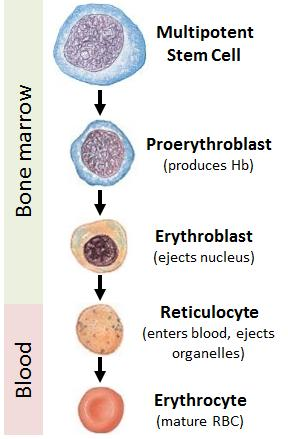 Multipotent
Stem Cell
Bone marrow
Proerythroblast
(produces Hb)
Erythroblast
(ejects nucleus)
Reticulocyte
(enters blood, ejects
organelles)
Blood
Erythrocyte
(mature RBC)